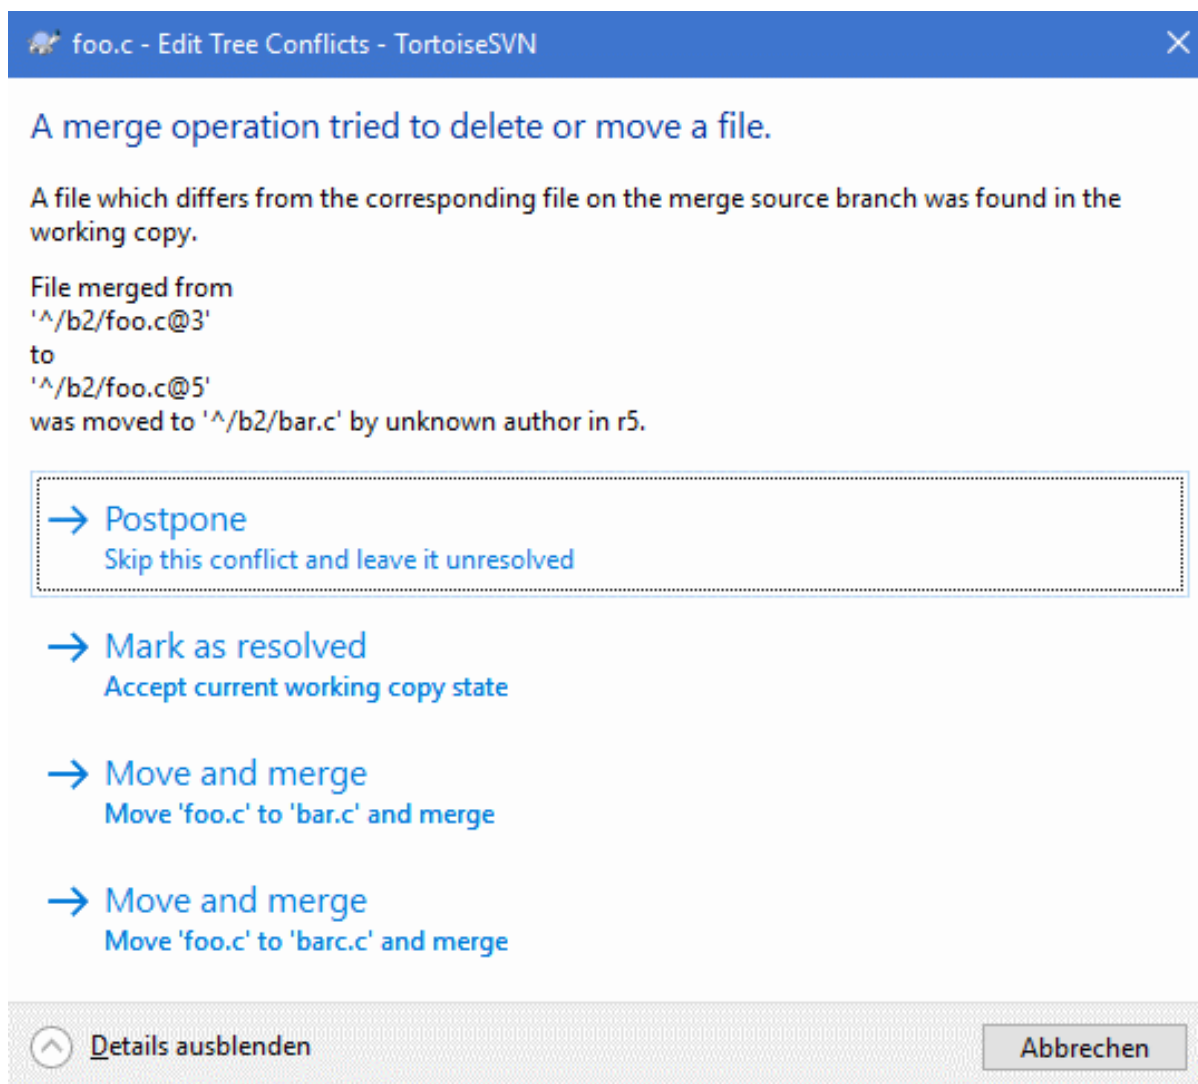 foo.c - Edit Tree Conflicts - TortoiseSVN
A merge operation tried to delete or move a file.
A file which differs from the corresponding file on the merge source branch was found in the
working copy.
File merged from
'^/b2/foo.c@3'
to
'^/b2/foo.c@5'
was moved to '^/b2/bar.c' by unknown author in r5.
Postpone
Skip this conflict and leave it unresolved
Mark as resolved
Accept current working copy state
Move and merge
Move 'foo.c' to 'bar.c' and merge
Move and merge
Move 'foo.c' to 'barc.c' and merge
Details ausblenden
Abbrechen